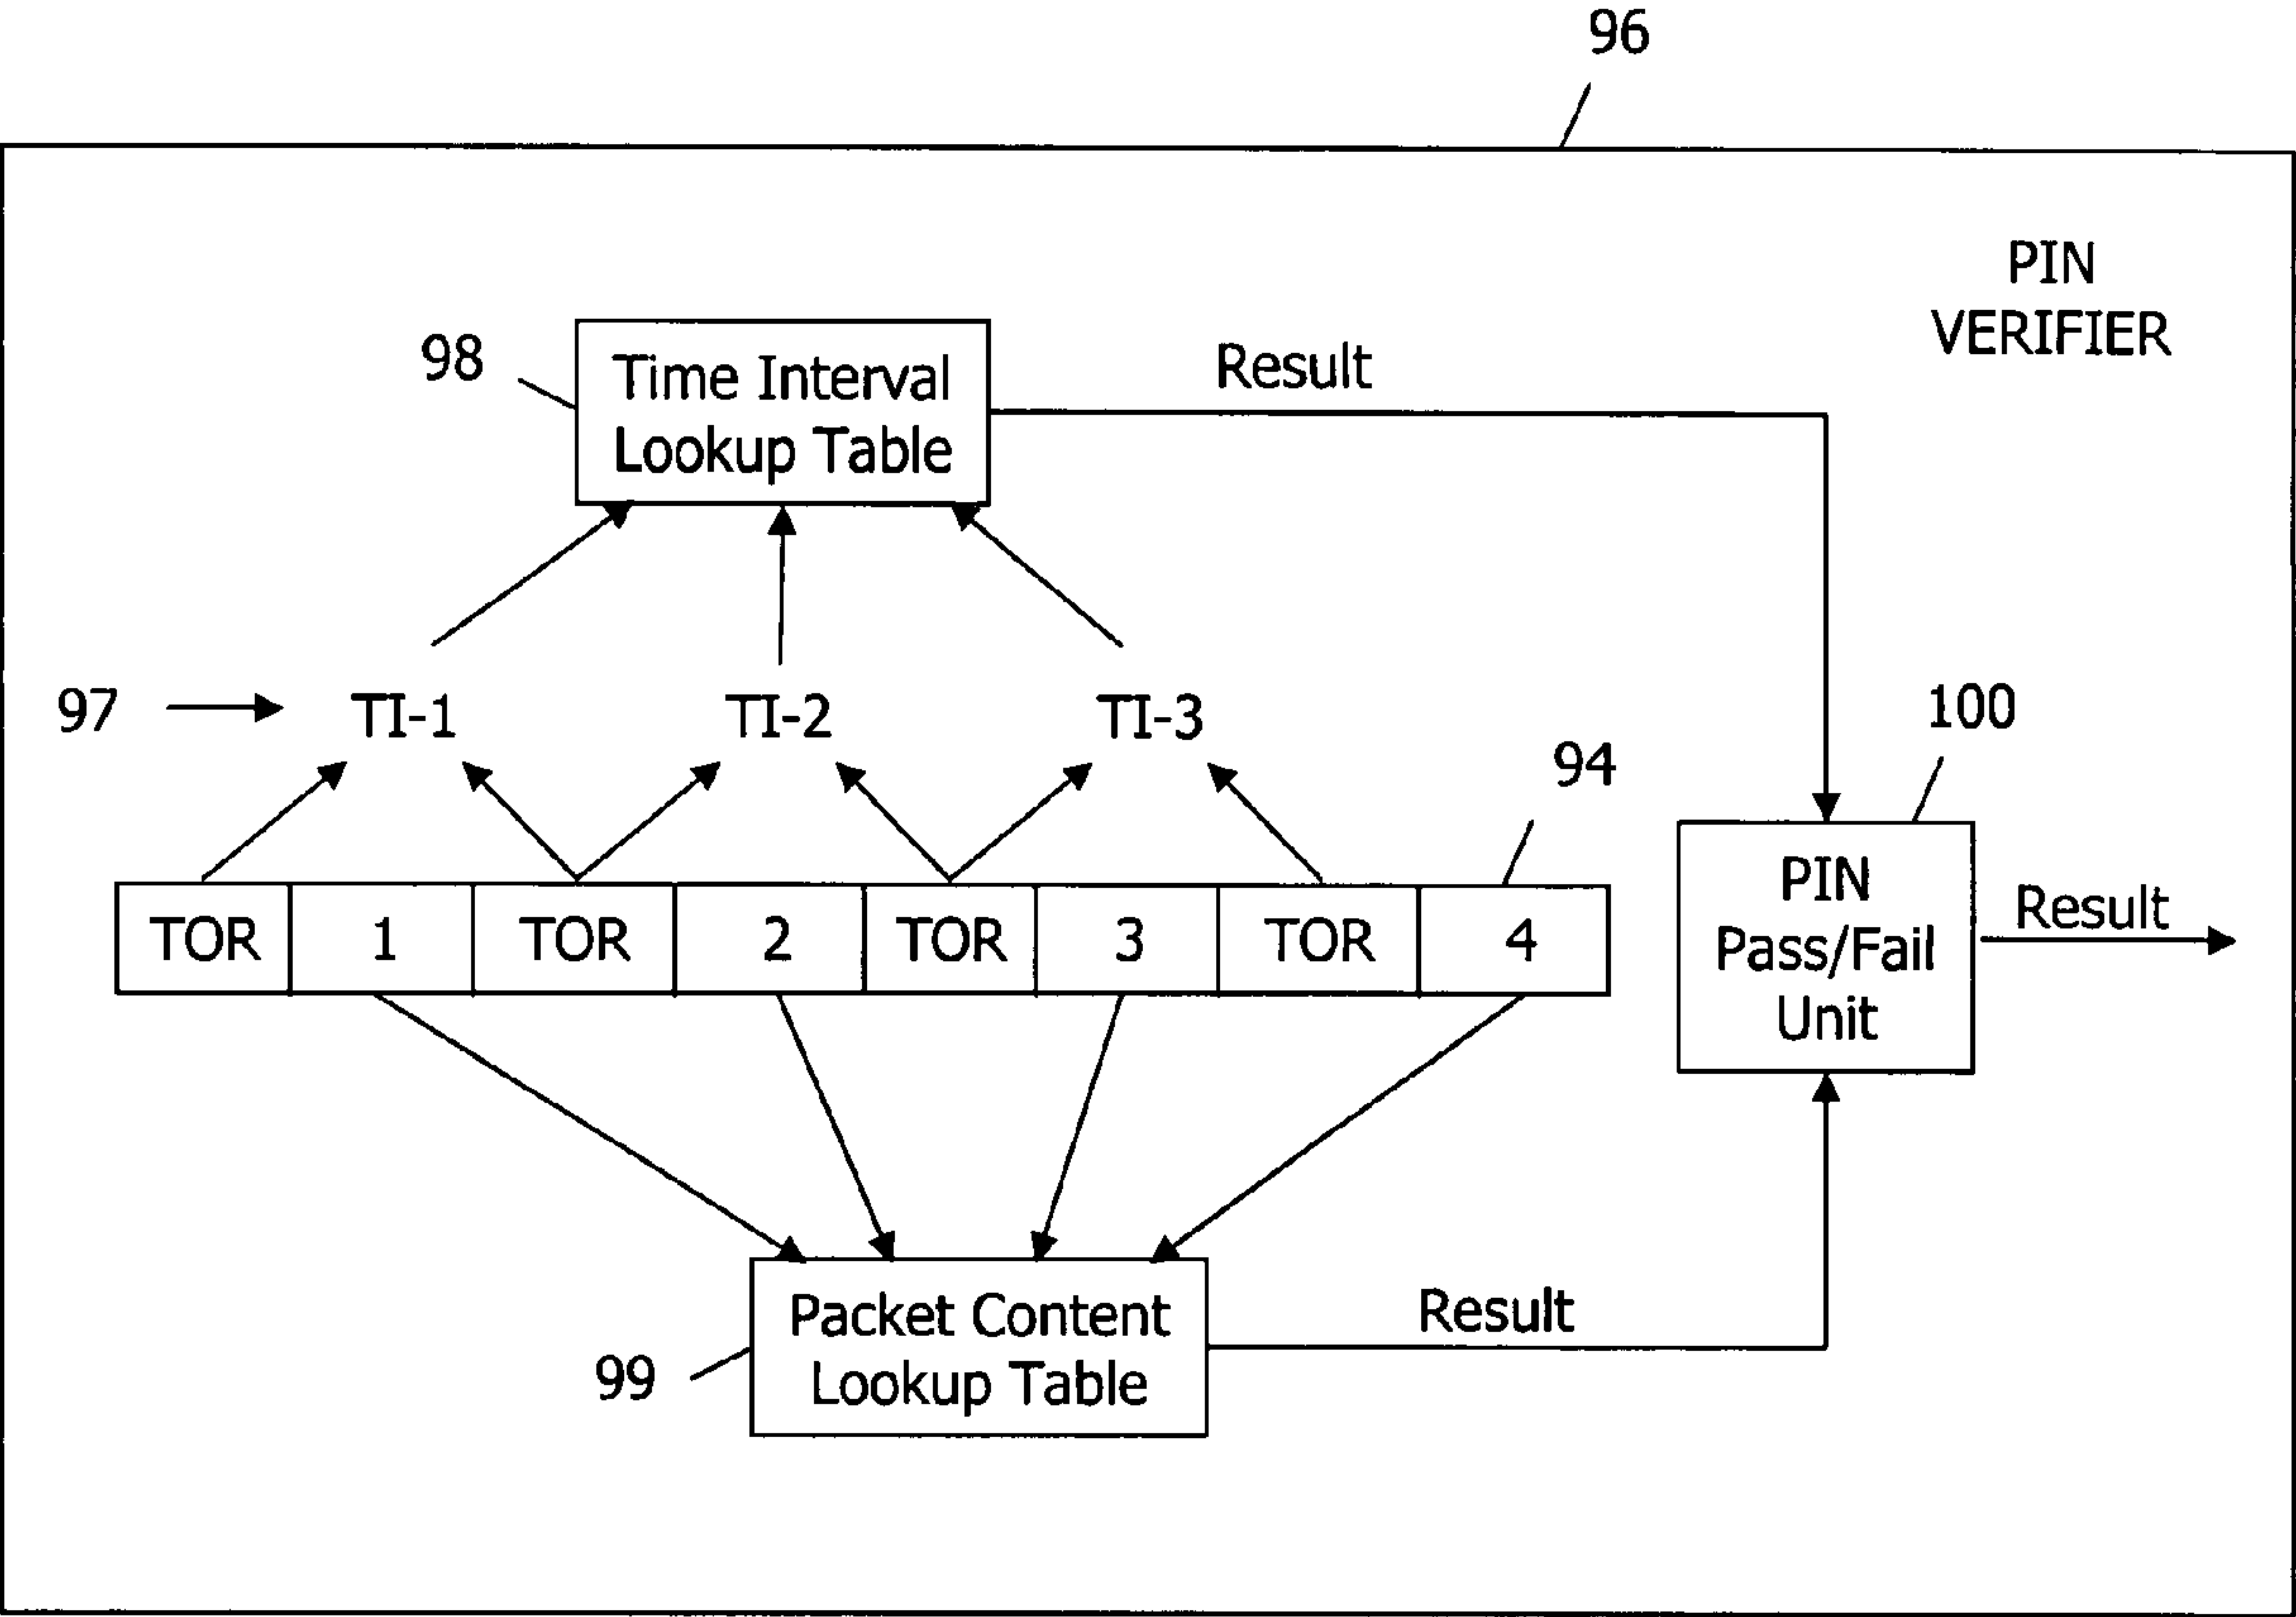 96
PIN
VERIFIER
98
Time Interval
Lookup Table
Result
97
TI-1
TI-2
TI-3
94
100
TOR 1 TOR 2 TOR 3 TOR 4
PIN
Pass/Fail
Unit
Result
Packet Content
Lookup Table
99
Result